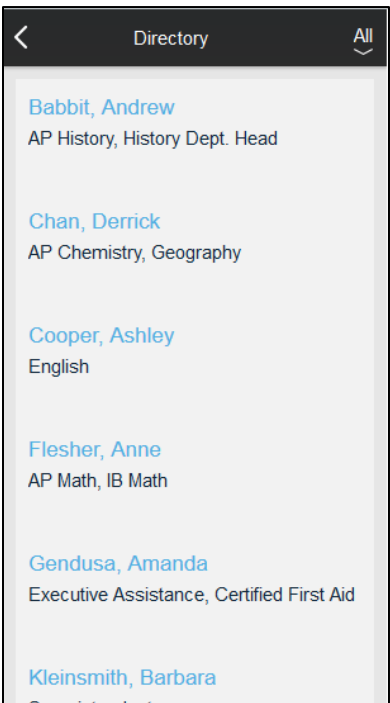 Directory
All
Babbit, Andrew
AP History, History Dept. Head
Chan, Derrick
AP Chemistry, Geography
Cooper, Ashley
English
Flesher, Anne
AP Math, IB Math
Gendusa, Amanda
Executive Assistance, Certified First Aid
Kleinsmith, Barbara